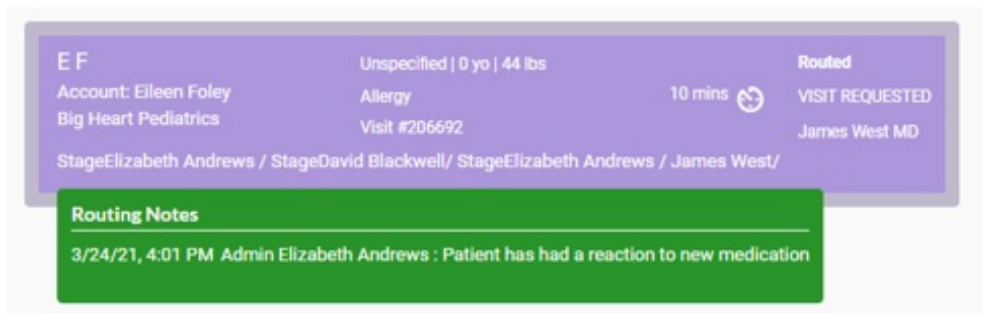 E F
Unspecified | 0 yo | 44 lbs
Routed
Account: Eileen Foley
Allergy
10 mins
VISIT REQUESTED
Big Heart Pediatrics
Visit #206692
James West MD
StageElizabeth Andrews / StageDavid Blackwell/ StageElizabeth Andrews / James West/
Routing Notes
3/24/21, 4:01 PM Admin Elizabeth Andrews : Patient has had a reaction to new medication